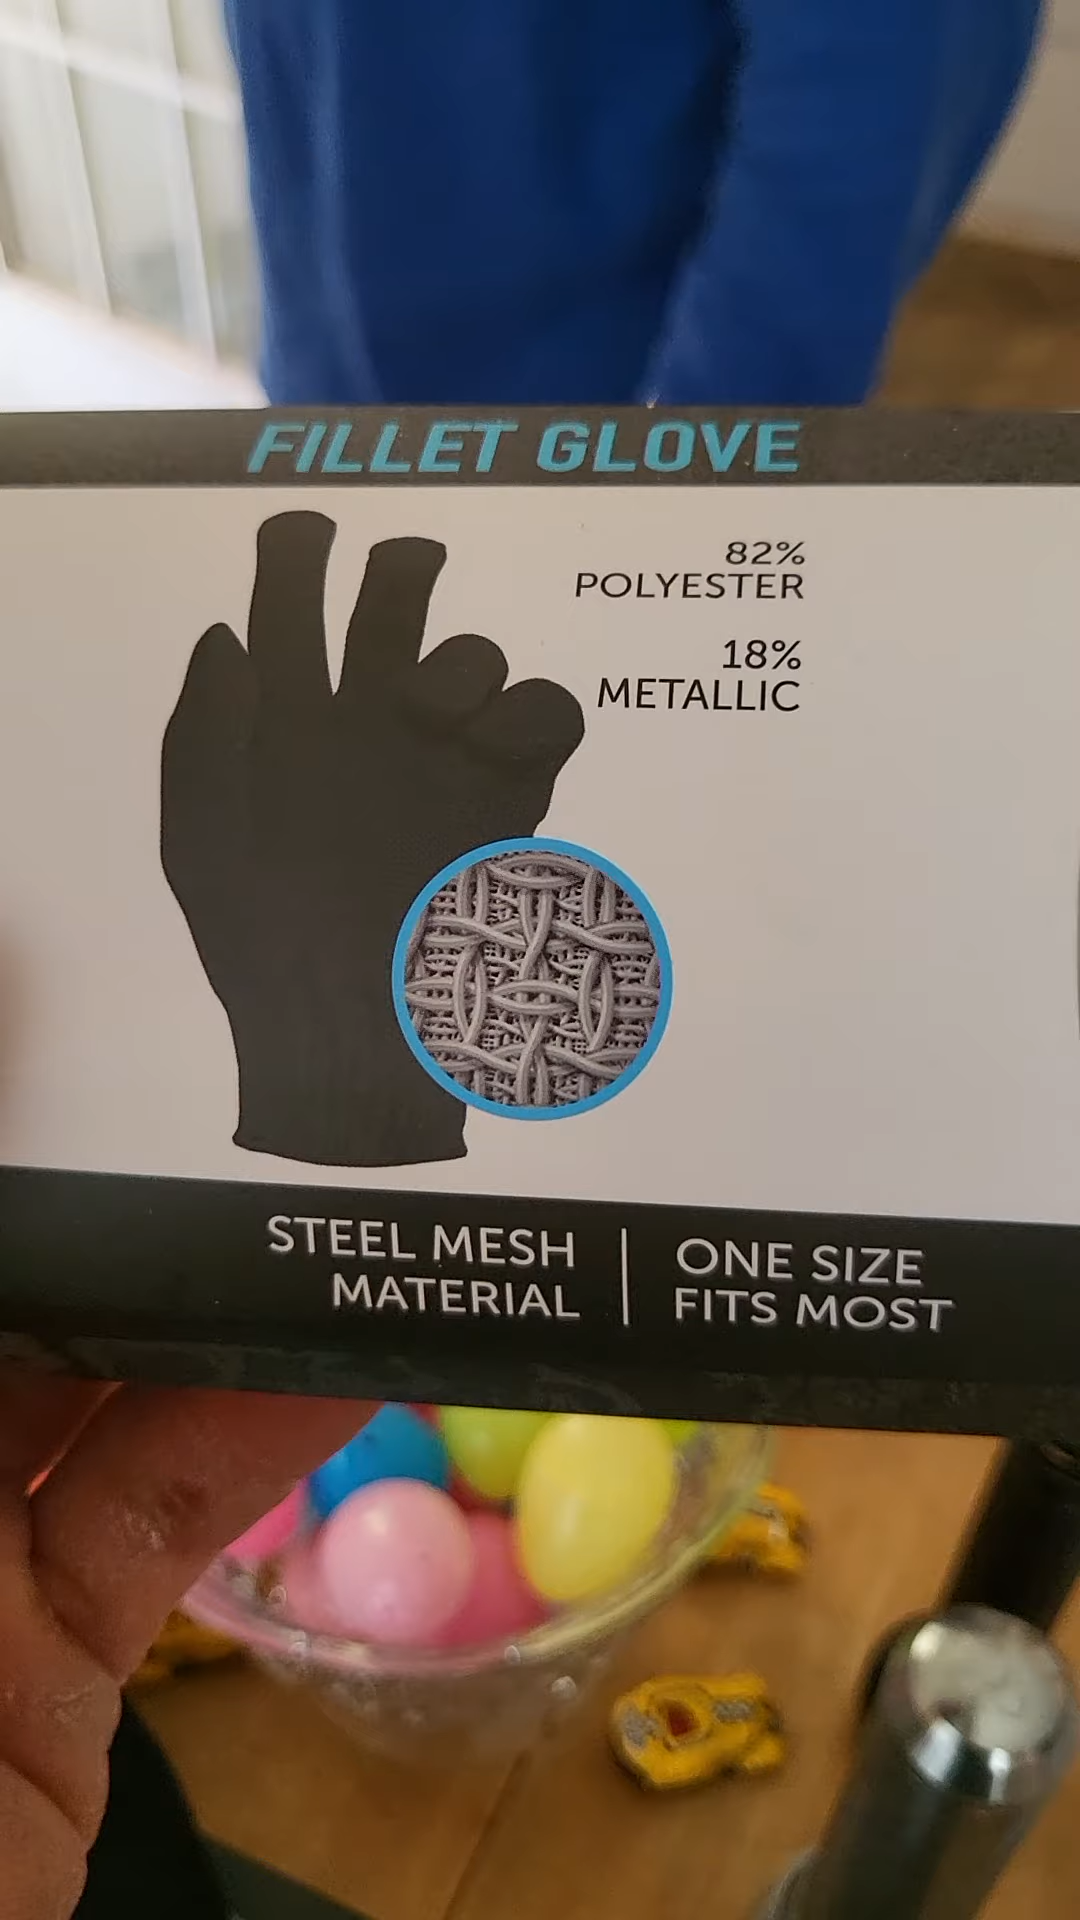 FILLET GLOVE
82%
POLYESTER
18%
METALLIC
STEEL MESH
MATERIAL
ONE SIZE
FITS MOST